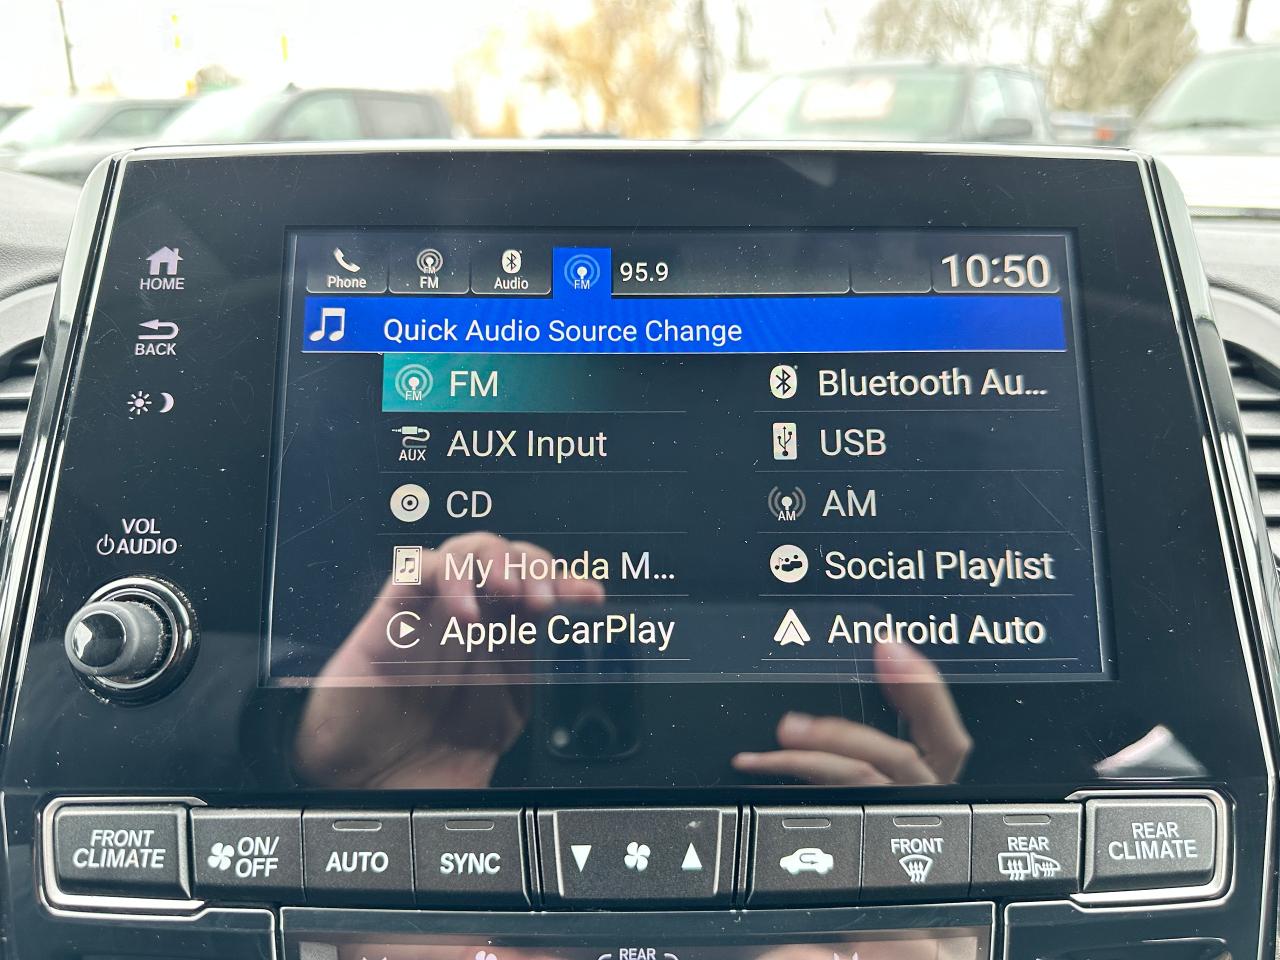 HOME
BACK
VOL
AUDIO
Phone
FM
FM
Audio
FM
95.9
10:50
Quick Audio Source Change
FM
FM
Bluetooth Au...
AUX
AUX Input
USB
CD
AM
AM
My Honda M...
Social Playlist
Apple CarPlay
Android Auto
FRONT
CLIMATE
ON/
OFF
AUTO
SYNC
FRONT
REAR
REAR
CLIMATE
REAR